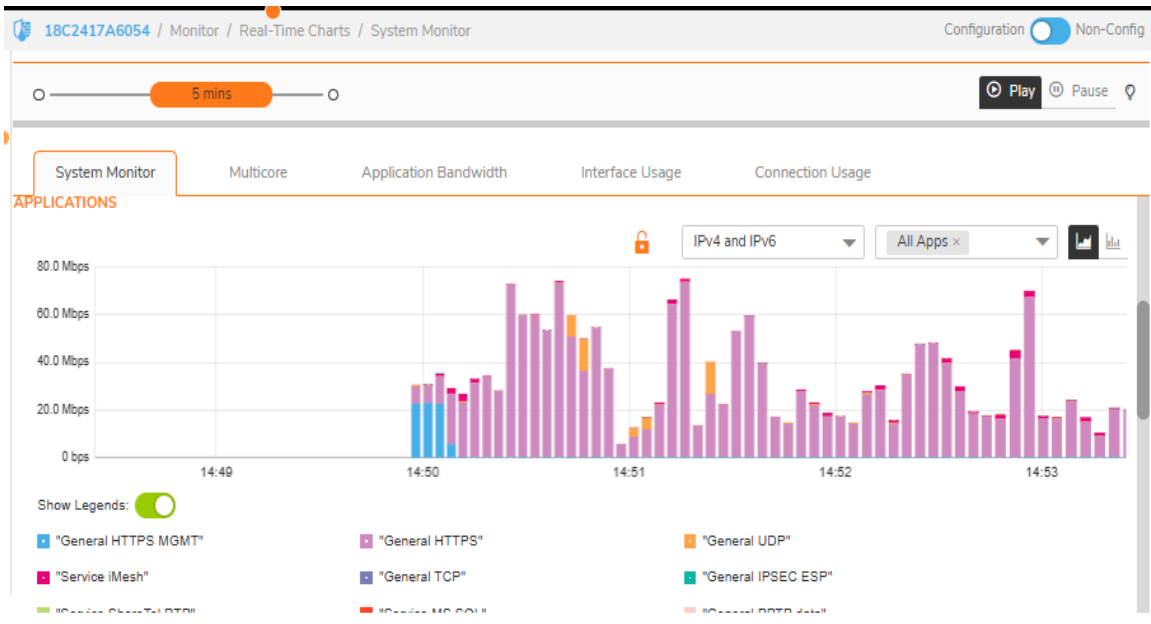 18C2417A6054 / Monitor / Real-Time Charts / System Monitor Configuration Non-Config
5 mins Play Pause
System Monitor Multicore Application Bandwidth Interface Usage Connection Usage
APPLICATIONS
IPv4 and IPv6 All Apps ×
80.0 Mbps
60.0 Mbps
40.0 Mbps
20.0 Mbps
0 bps
14:49 14:50 14:51 14:52 14:53
Show Legends:
"General HTTPS MGMT" "General HTTPS" "General UDP"
"Service iMesh" "General TCP" "General IPSEC ESP"
"Service MS SQL"